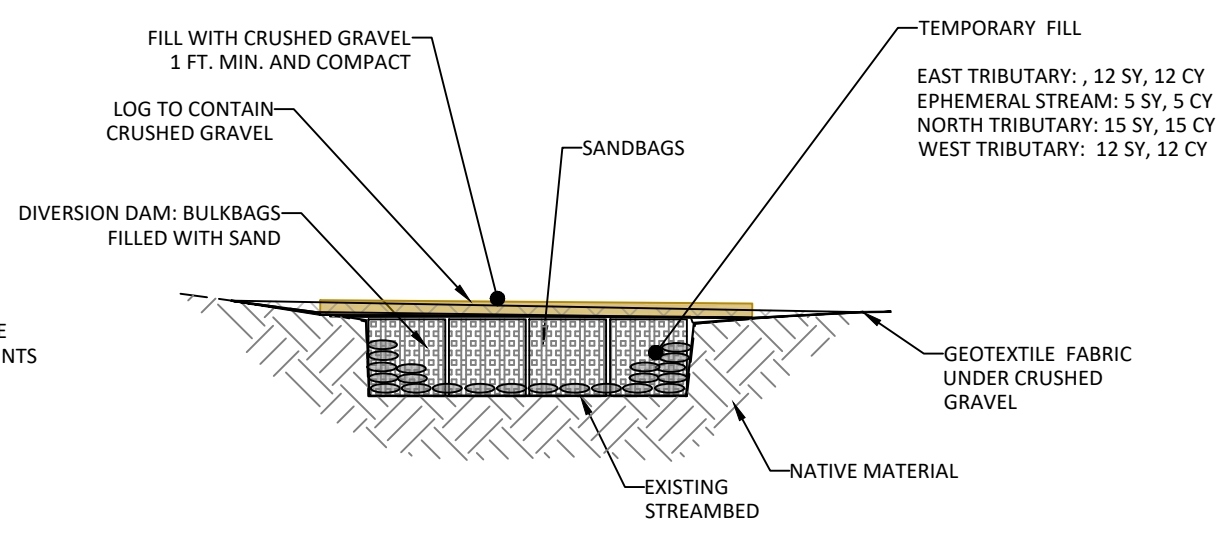 FILL WITH CRUSHED GRAVEL
1 FT. MIN. AND COMPACT
LOG TO CONTAIN
CRUSHED GRAVEL
DIVERSION DAM: BULKBAGS
FILLED WITH SAND
SANDBAGS
TEMPORARY FILL
EAST TRIBUTARY: , 12 SY, 12 CY
EPHEMERAL STREAM: 5 SY, 5 CY
NORTH TRIBUTARY: 15 SY, 15 CY
WEST TRIBUTARY: 12 SY, 12 CY
E
NTS
GEOTEXTILE FABRIC
UNDER CRUSHED
GRAVEL
NATIVE MATERIAL
EXISTING
STREAMBED